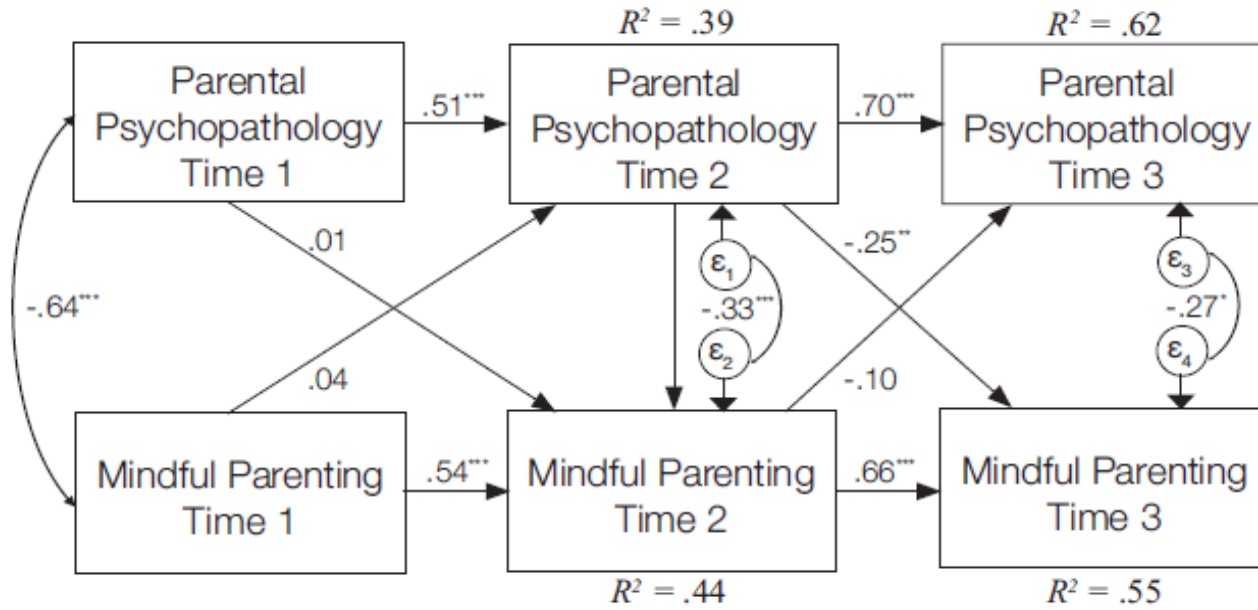 R² = .39
R² = .62
Parental
Psychopathology
Time 1
.51***
Parental
Psychopathology
Time 2
.70***
Parental
Psychopathology
Time 3
.01
-.25**
ε₁
ε₃
-.64***
-.33***
-.27*
ε₂
ε₄
.04
-.10
Mindful Parenting
Time 1
.54***
Mindful Parenting
Time 2
.66***
Mindful Parenting
Time 3
R² = .44
R² = .55